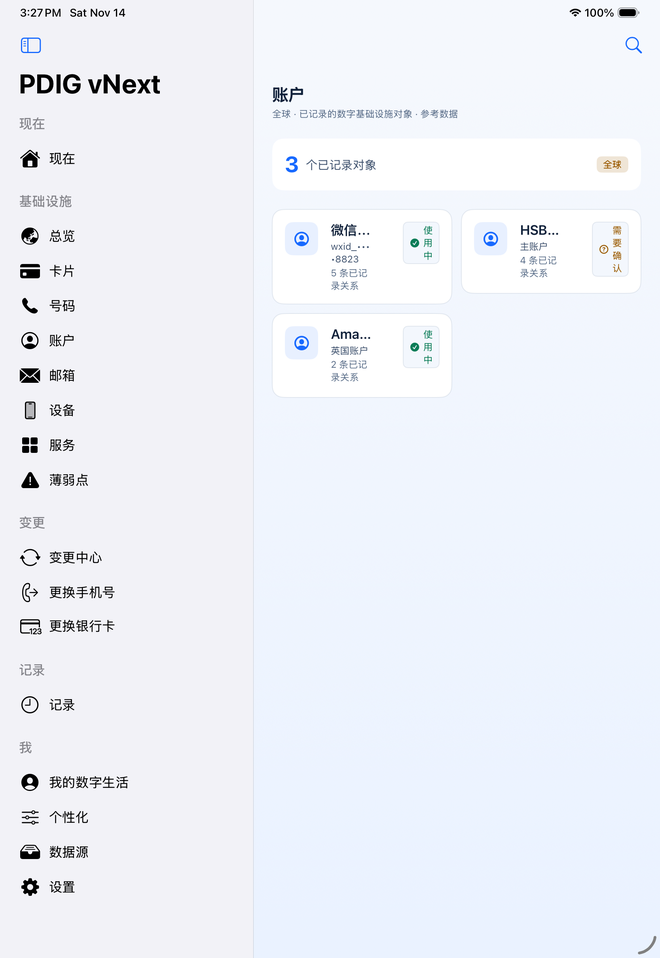 3:27 PM Sat Nov 14
100%
PDIG vNext
现在
现在
基础设施
总览
卡片
号码
账户
邮箱
设备
服务
薄弱点
变更
变更中心
更换手机号
123
更换银行卡
记录
记录
我
我的数字生活
个性化
数据源
设置
账户
全球 · 已记录的数字基础设施对象 · 参考数据
3 个已记录对象
全球
微信...
wxid_···
•8823
5 条已记
录关系
使
用
中
HSB...
主账户
4 条已记
录关系
需
要
确
认
Ama...
英国账户
2 条已记
录关系
使
用
中